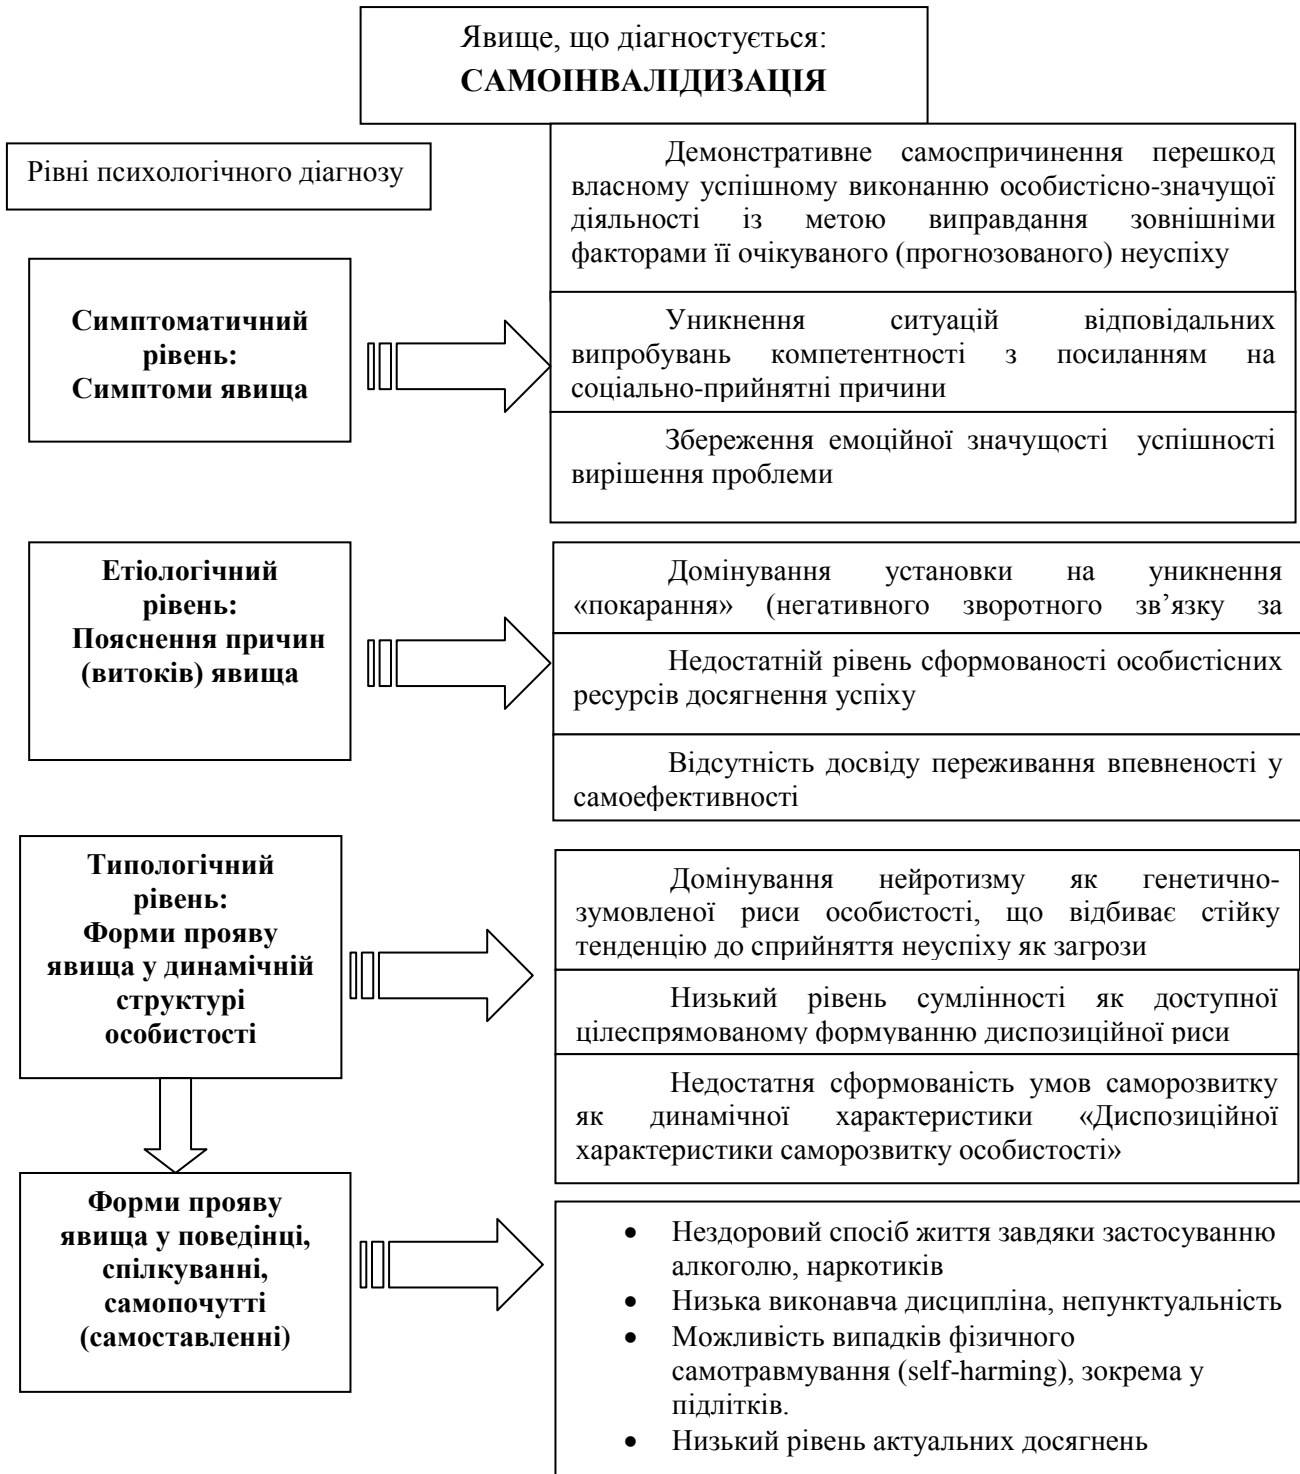 Явище, що діагностується:
САМОІНВАЛІДИЗАЦІЯ
Рівні психологічного діагнозу
Демонстративне самоспричинення перешкод
власному успішному виконанню особистісно-значущої
діяльності із метою виправдання зовнішніми
факторами її очікуваного (прогнозованого) неуспіху
Симптоматичний
рівень:
Симптоми явища
Уникнення ситуацій відповідальних
випробувань компетентності з посиланням на
соціально-прийнятні причини
Збереження емоційної значущості успішності
вирішення проблеми
Етіологічний
рівень:
Пояснення причин
(витоків) явища
Домінування установки на уникнення
«покарання» (негативного зворотного зв’язку за
Недостатній рівень сформованості особистісних
ресурсів досягнення успіху
Відсутність досвіду переживання впевненості у
самоефективності
Типологічний
рівень:
Форми прояву
явища у динамічній
структурі
особистості
Домінування нейротизму як генетично-
зумовленої риси особистості, що відбиває стійку
тенденцію до сприйняття неуспіху як загрози
Низький рівень сумлінності як доступної
цілеспрямованому формуванню диспозиційної риси
Недостатня сформованість умов саморозвитку
як динамічної характеристики «Диспозиційної
характеристики саморозвитку особистості»
Форми прояву
явища у поведінці,
спілкуванні,
самопочутті
(самоставленні)
• Нездоровий спосіб життя завдяки застосуванню
алкоголю, наркотиків
• Низька виконавча дисципліна, непунктуальність
• Можливість випадків фізичного
самотравмування (self-harming), зокрема у
підлітків.
• Низький рівень актуальних досягнень